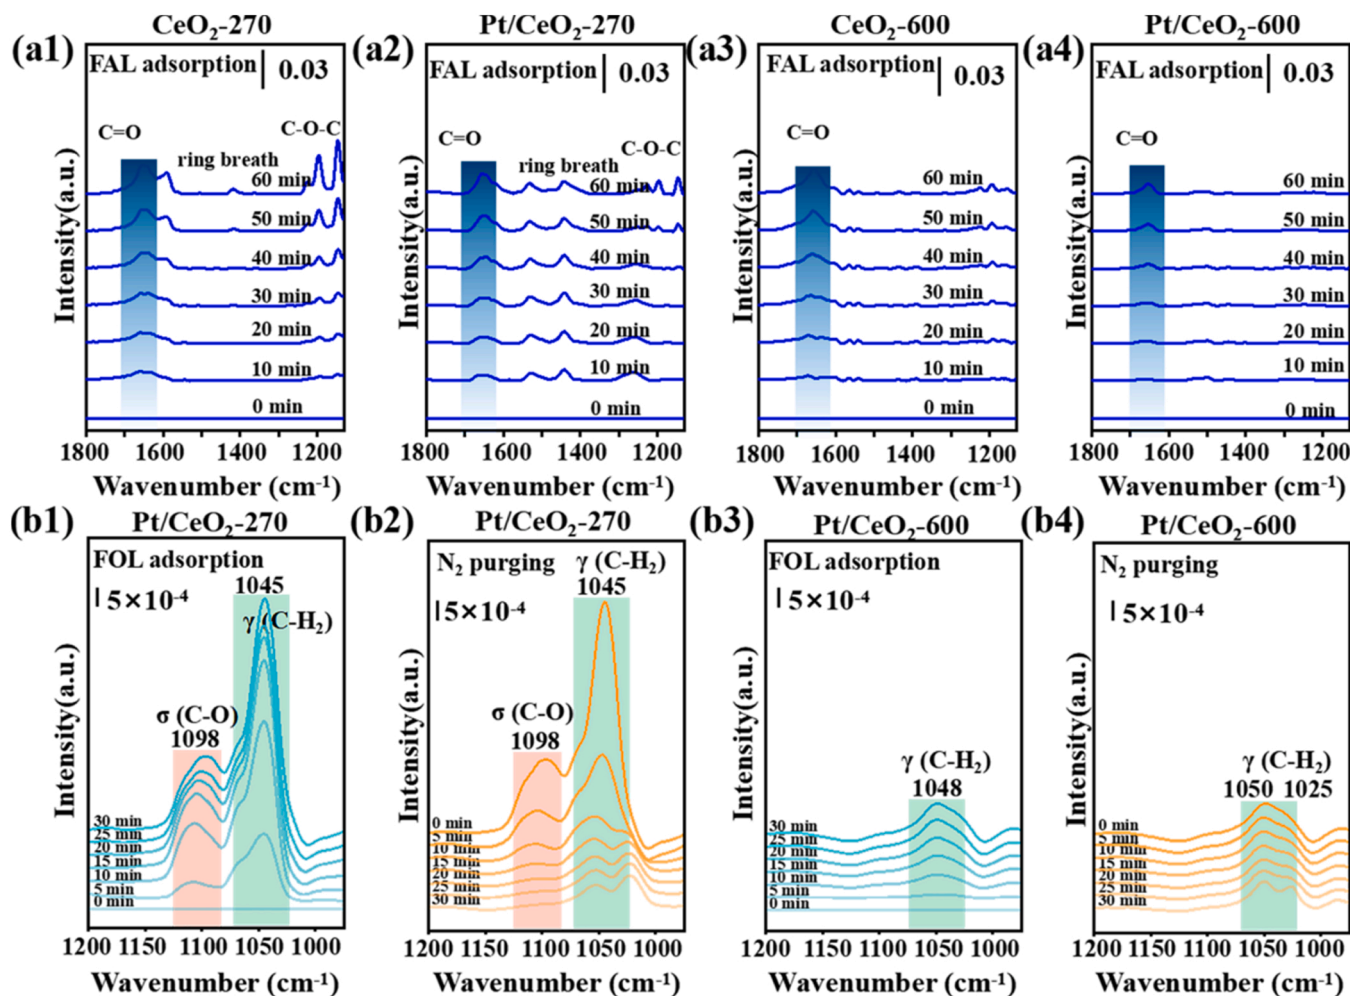 (a1)
CeO₂-270
FAL adsorption
0.03
C=O
C-O-C
ring breath
60 min
50 min
40 min
30 min
20 min
10 min
0 min
Intensity(a.u.)
1800
1600
1400
1200
Wavenumber (cm⁻¹)
(a2)
Pt/CeO₂-270
FAL adsorption
0.03
C=O
C-O-C
ring breath
60 min
50 min
40 min
30 min
20 min
10 min
0 min
Intensity(a.u.)
1800
1600
1400
1200
Wavenumber (cm⁻¹)
(a3)
CeO₂-600
FAL adsorption
0.03
C=O
60 min
50 min
40 min
30 min
20 min
10 min
0 min
Intensity(a.u.)
1800
1600
1400
1200
Wavenumber (cm⁻¹)
(a4)
Pt/CeO₂-600
FAL adsorption
0.03
C=O
60 min
50 min
40 min
30 min
20 min
10 min
0 min
Intensity(a.u.)
1800
1600
1400
1200
Wavenumber (cm⁻¹)
(b1)
Pt/CeO₂-270
FOL adsorption
5×10⁻⁴
1045
γ (C-H₂)
σ (C-O)
1098
30 min
25 min
20 min
15 min
10 min
5 min
0 min
Intensity(a.u.)
1200
1150
1100
1050
1000
Wavenumber (cm⁻¹)
(b2)
Pt/CeO₂-270
N₂ purging
5×10⁻⁴
γ (C-H₂)
1045
σ (C-O)
1098
0 min
5 min
10 min
15 min
20 min
25 min
30 min
Intensity(a.u.)
1200
1150
1100
1050
1000
Wavenumber (cm⁻¹)
(b3)
Pt/CeO₂-600
FOL adsorption
5×10⁻⁴
γ (C-H₂)
1048
30 min
25 min
20 min
15 min
10 min
5 min
0 min
Intensity(a.u.)
1200
1150
1100
1050
1000
Wavenumber (cm⁻¹)
(b4)
Pt/CeO₂-600
N₂ purging
5×10⁻⁴
γ (C-H₂)
1050 1025
0 min
5 min
10 min
15 min
20 min
25 min
30 min
Intensity(a.u.)
1200
1150
1100
1050
1000
Wavenumber (cm⁻¹)